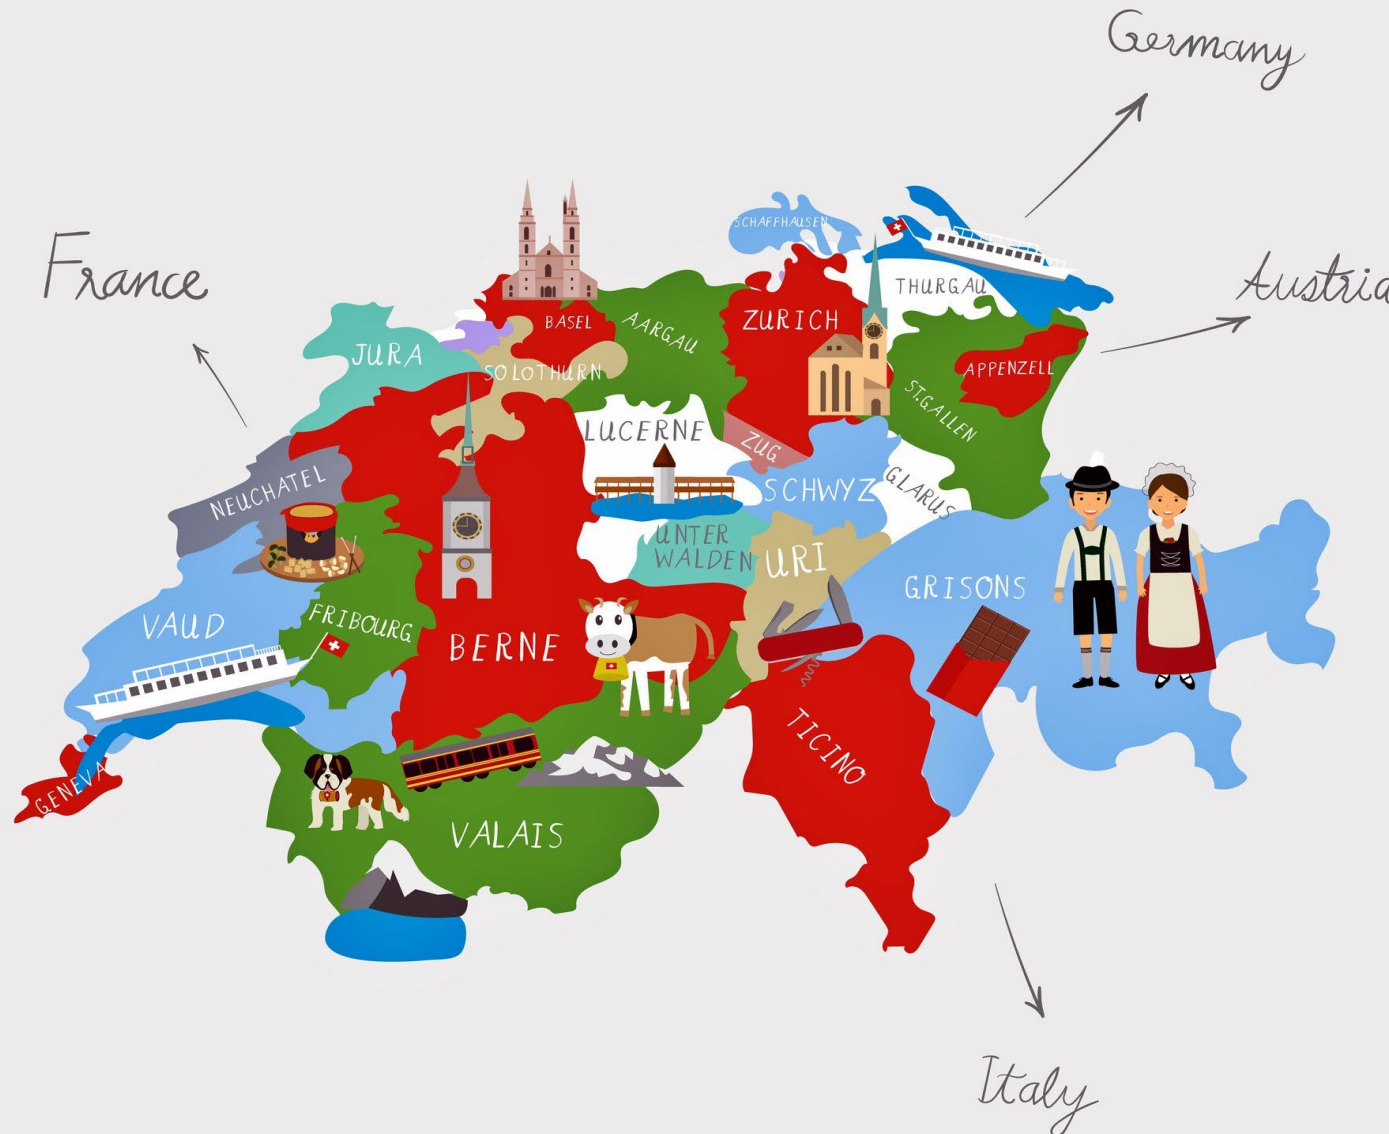 Germany
France
Austria
SCHAFFHAUSEN
THURGAU
BASEL
AARGAU
ZURICH
JURA
SOLOTHURN
APPENZELL
ST.GALLEN
LUCERNE
ZUG
NEUCHATEL
SCHWYZ
GLARUS
UNTER
WALDEN
URI
GRISONS
VAUD
FRIBOURG
BERNE
TICINO
GENEVA
VALAIS
Italy